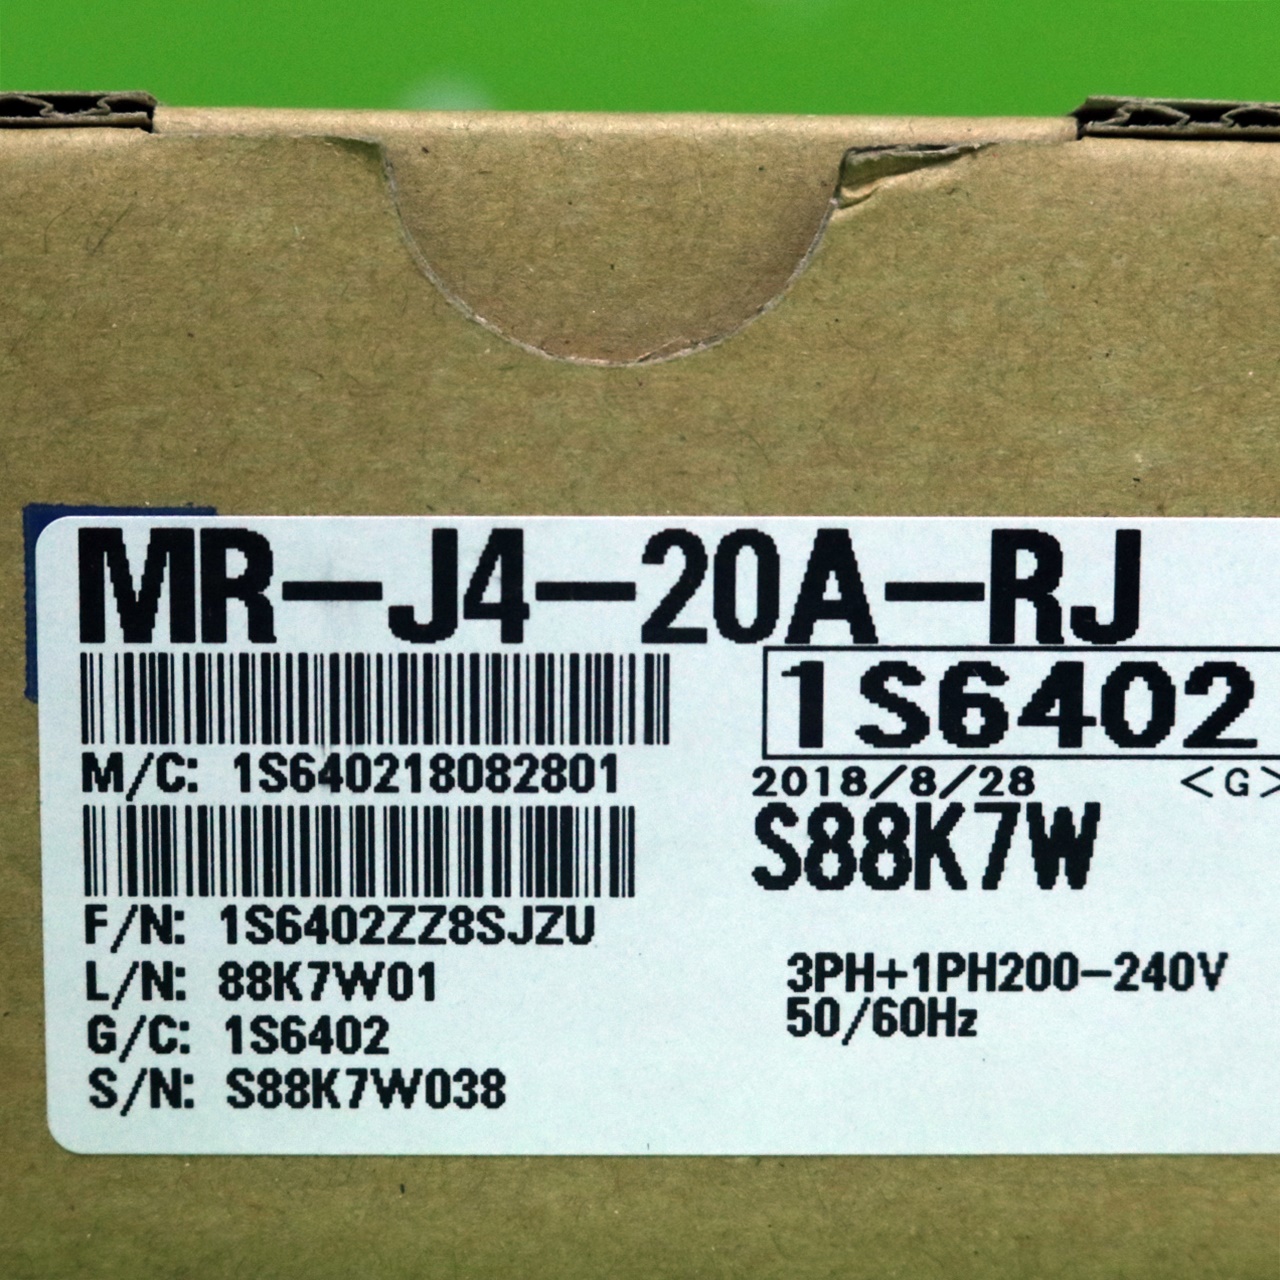 MR-J4-20A-RJ
1S6402
M/C: 1S640218082801
2018/8/28 <G>
S88K7W
F/N: 1S6402ZZ8SJZU
L/N: 88K7W01
3PH+1PH200-240V
G/C: 1S6402
50/60Hz
S/N: S88K7W038